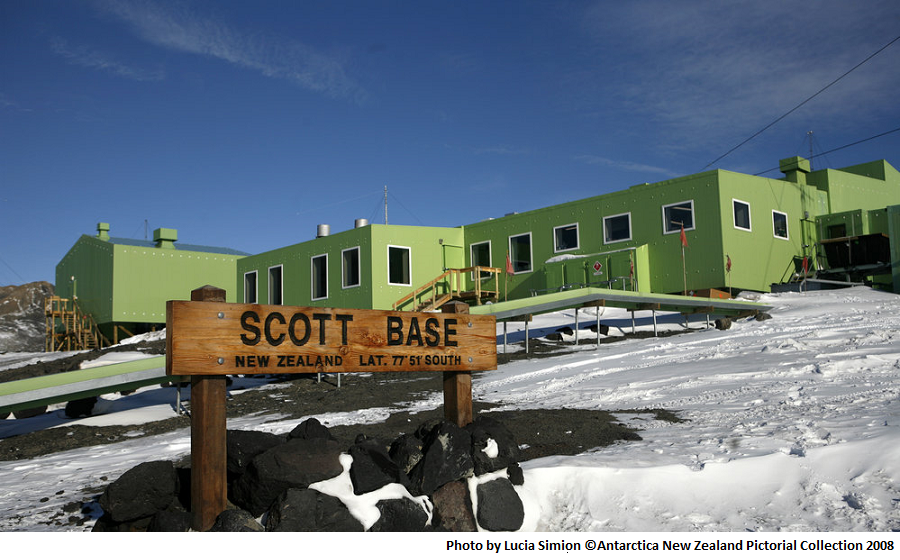 SCOTT BASE
NEW ZEALAND LAT. 77°51 SOUTH
Photo by Lucia Simion ©Antarctica New Zealand Pictorial Collection 2008